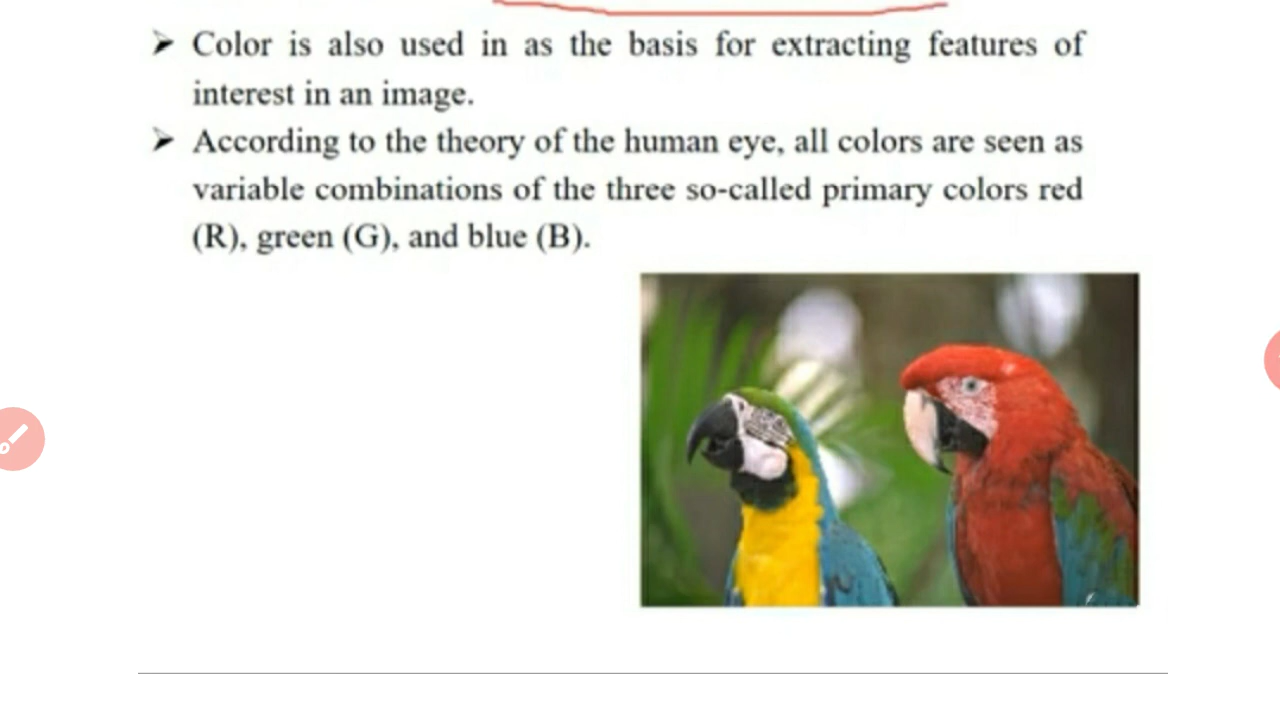 ➤ Color is also used in as the basis for extracting features of
interest in an image.
➤ According to the theory of the human eye, all colors are seen as
variable combinations of the three so-called primary colors red
(R), green (G), and blue (B).